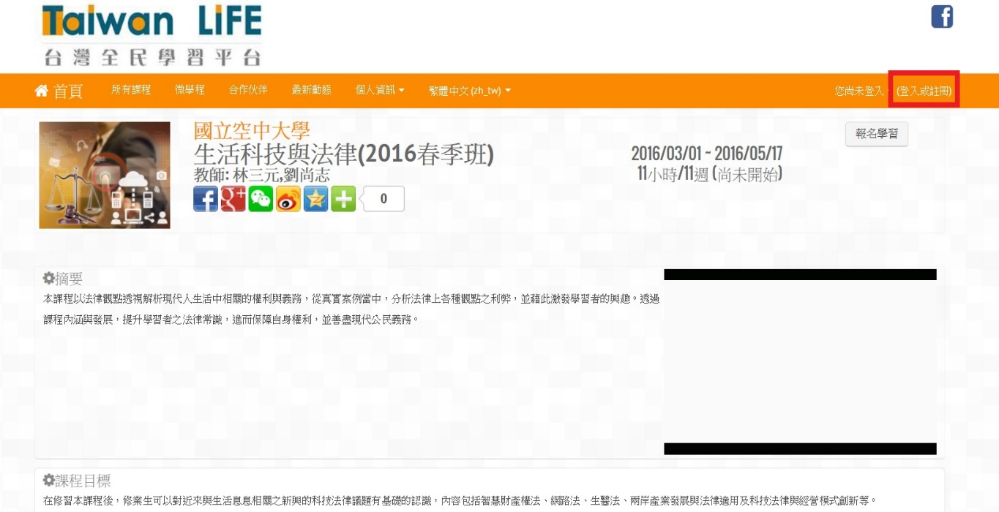 Taiwan LiFE
台灣全民學習平台
首頁 所有課程 微學程 合作伙伴 最新動態 個人資訊 繁體中文 (zh_tw) 您尚未登入。 (登入或註冊)
國立空中大學
生活科技與法律(2016春季班)
教師: 林三元,劉尚志
0
2016/03/01 ~ 2016/05/17
11小時/11週 (尚未開始)
報名學習
摘要
本課程以法律觀點透視解析現代人生活中相關的權利與義務，從真實案例當中，分析法律上各種觀點之利弊，並藉此激發學習者的興趣。透過
課程內涵與發展，提升學習者之法律常識，進而保障自身權利，並善盡現代公民義務。
課程目標
在修習本課程後，修業生可以對近來與生活息息相關之新興的科技法律議題有基礎的認識，內容包括智慧財產權法、網路法、生醫法、兩岸產業發展與法律適用及科技法律與經營模式創新等。